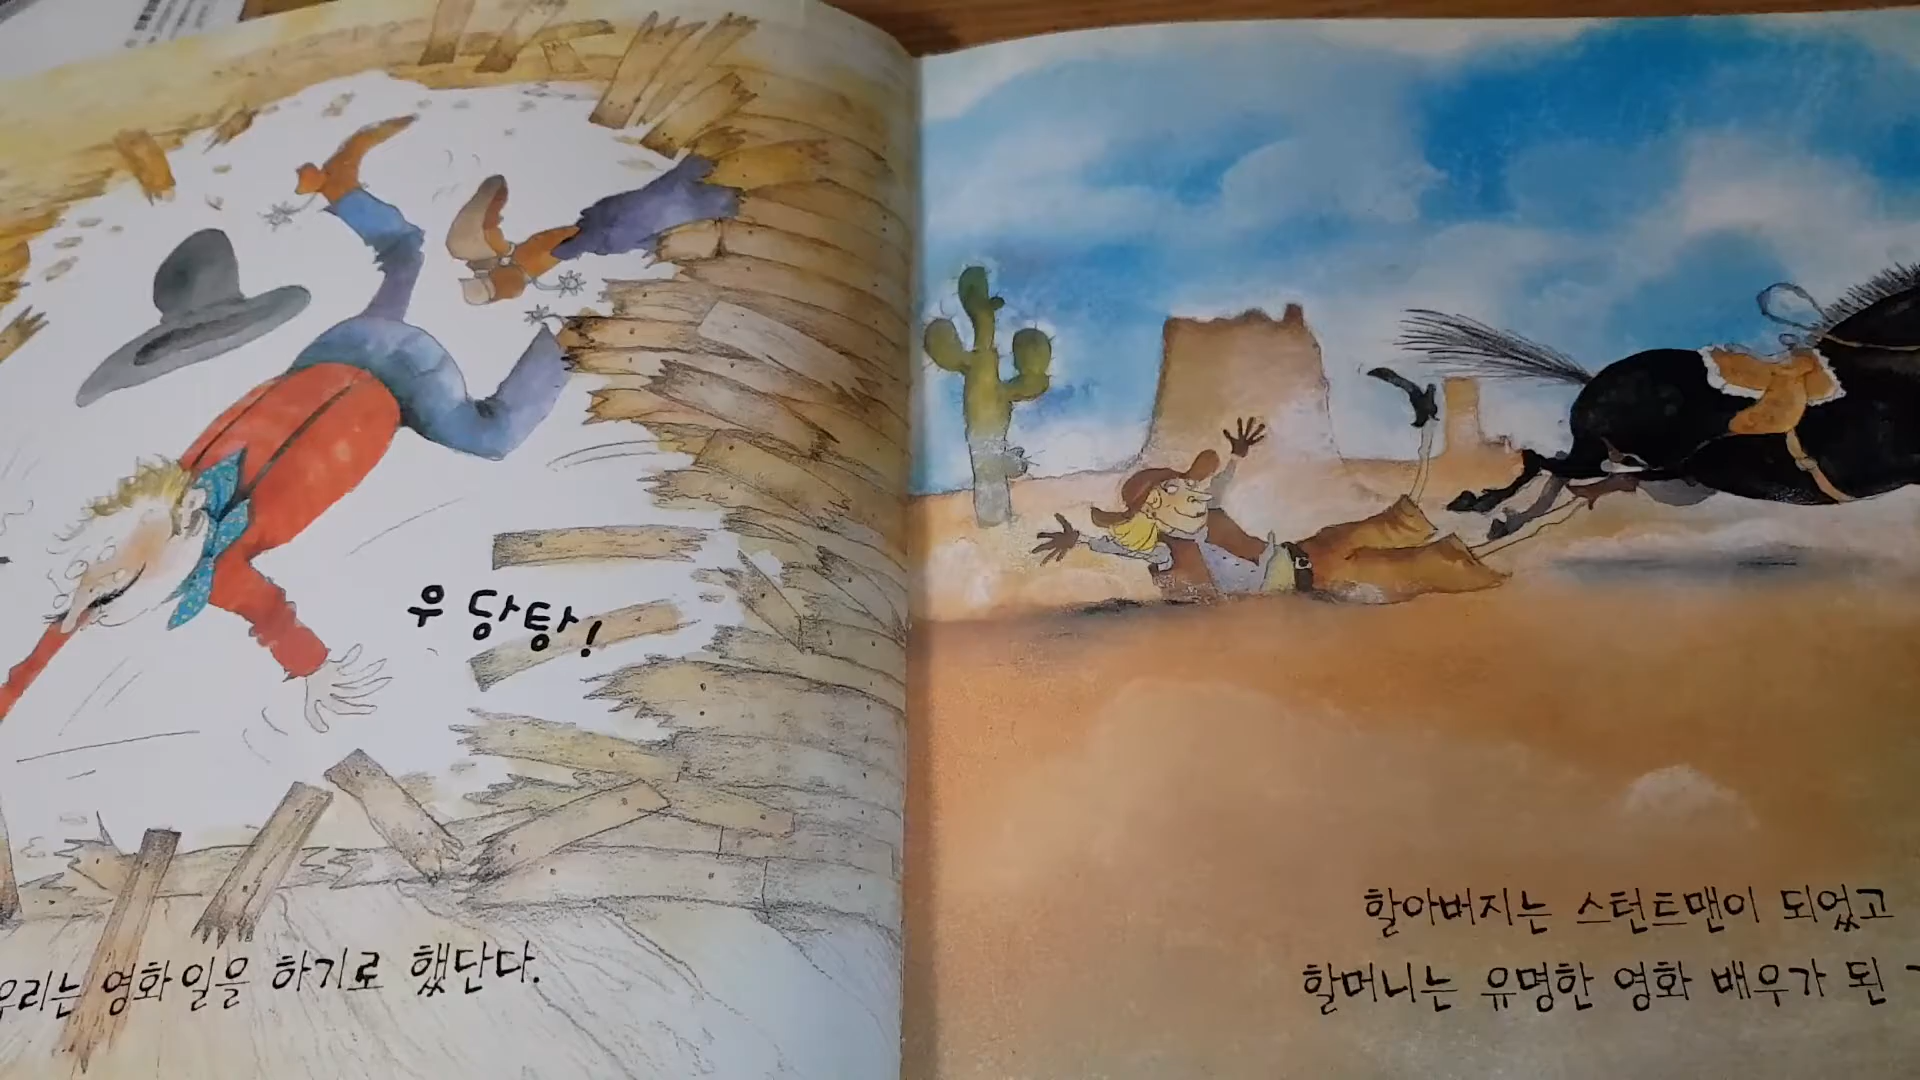 우당탕!
우리는 영화일을 하기로 했단다.
할아버지는 스턴트맨이 되었고
할머니는 유명한 영화 배우가 된